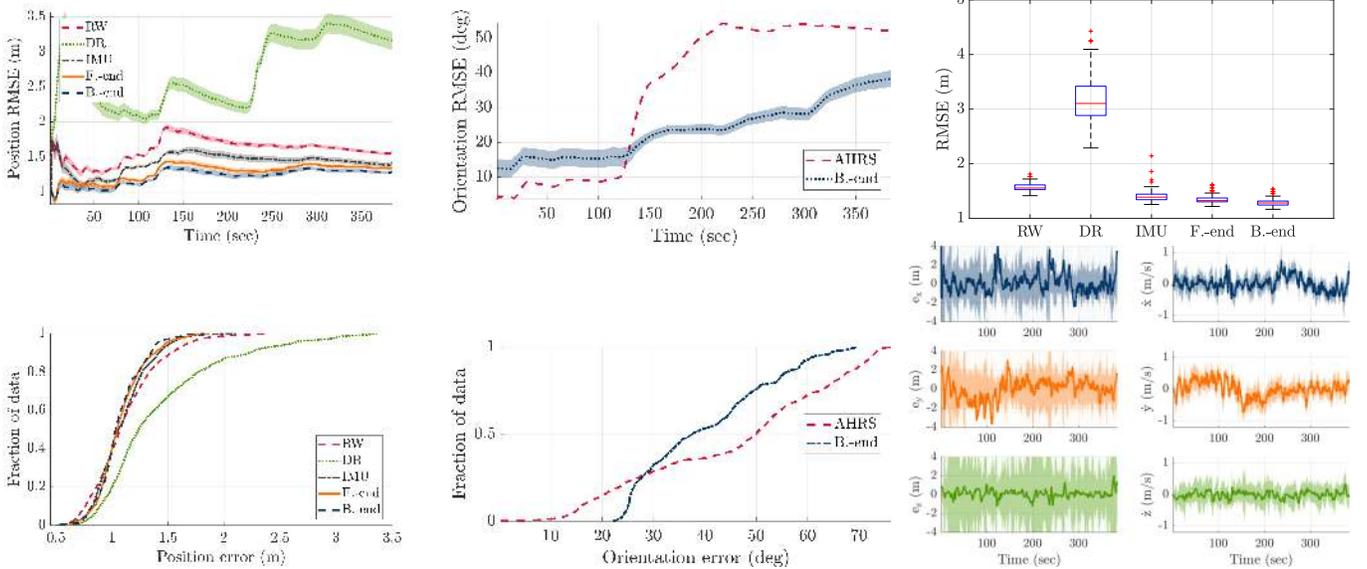 Position RMSE (m)
3.5
3
2.5
2
1.5
1
RW
DR
IMU
F.-end
B.-end
50 100 150 200 250 300 350
Time (sec)
Orientation RMSE (deg)
50
40
30
20
10
AHRS
B.-end
50 100 150 200 250 300 350
Time (sec)
RMSE (m)
5
4
3
2
1
RW DR IMU F.-end B.-end
Fraction of data
1
0.8
0.6
0.4
0.2
0
RW
DR
IMU
F.-end
B.-end
0.5 1 1.5 2 2.5 3 3.5
Position error (m)
Fraction of data
1
0.5
0
AHRS
B.-end
10 20 30 40 50 60 70
Orientation error (deg)
eₓ (m)
4
2
0
-2
-4
100 200 300
ẋ (m/s)
1
0
-1
100 200 300
e_y (m)
4
2
0
-2
-4
100 200 300
ẏ (m/s)
1
0
-1
100 200 300
e_z (m)
4
2
0
-2
-4
100 200 300
Time (sec)
ż (m/s)
1
0
-1
100 200 300
Time (sec)